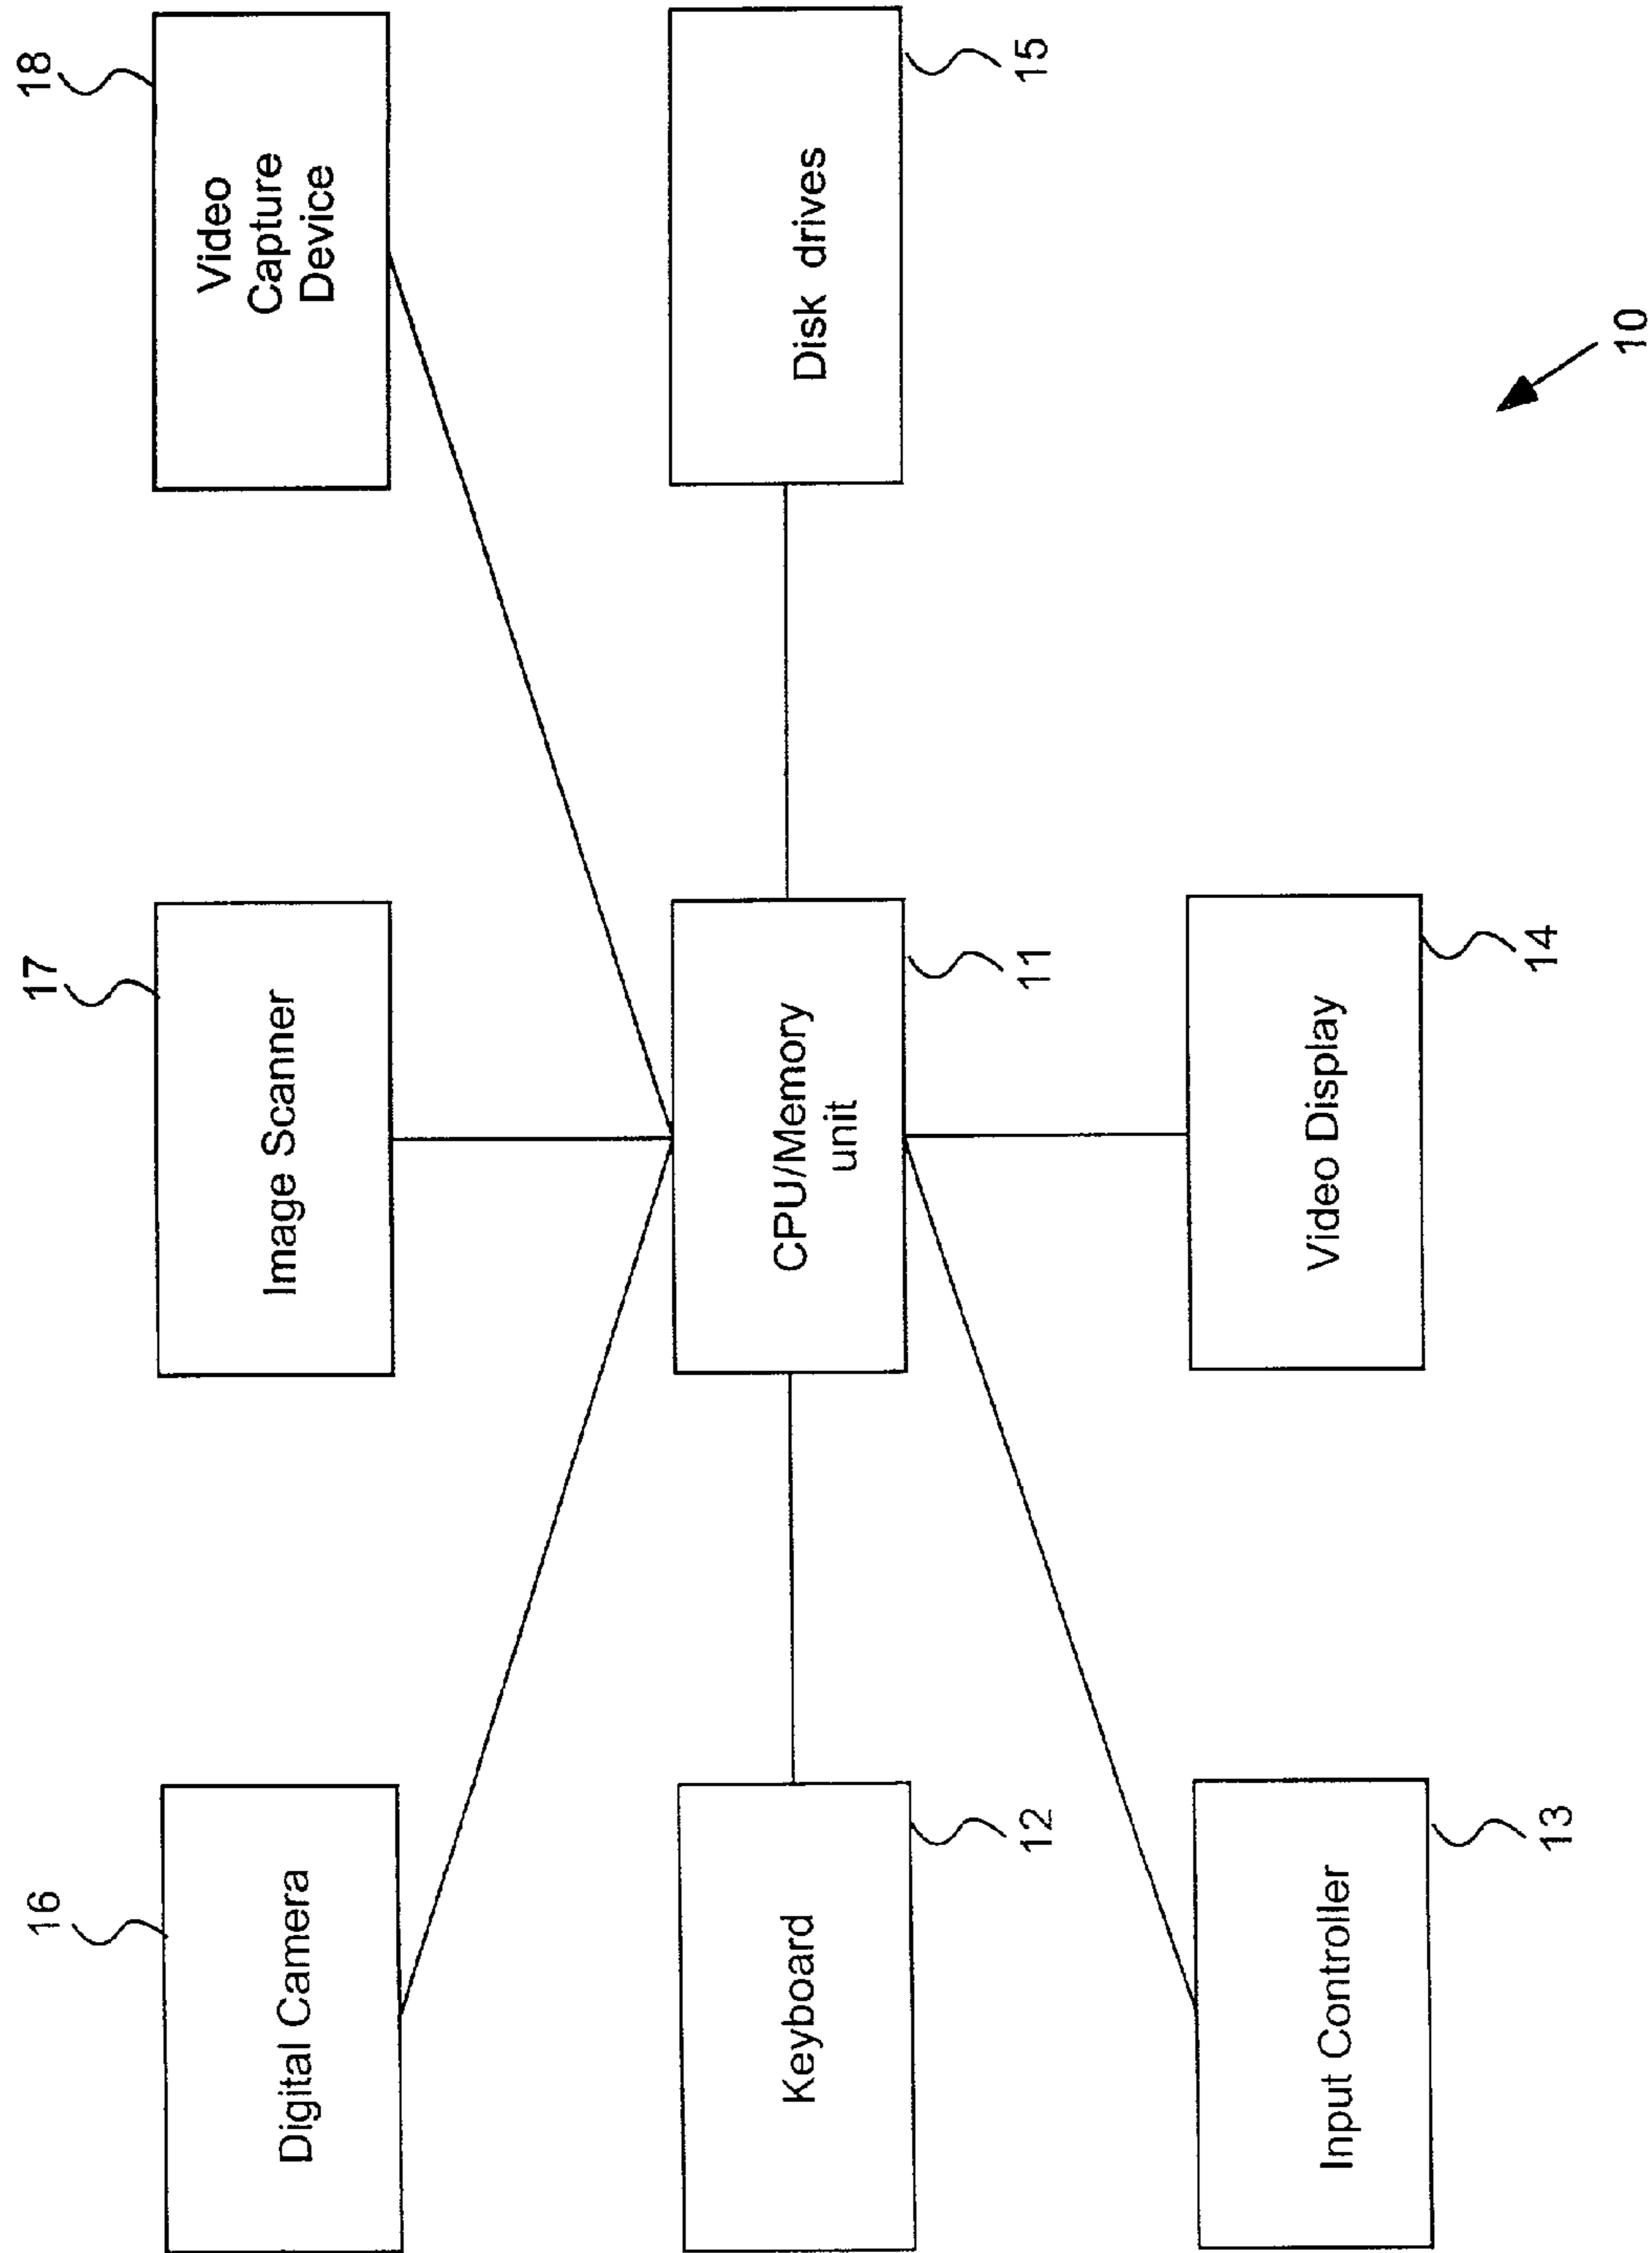 16
Digital Camera
17
Image Scanner
18
Video
Capture
Device
Keyboard
12
CPU/Memory
unit
11
Disk drives
15
Input Controller
13
Video Display
14
10